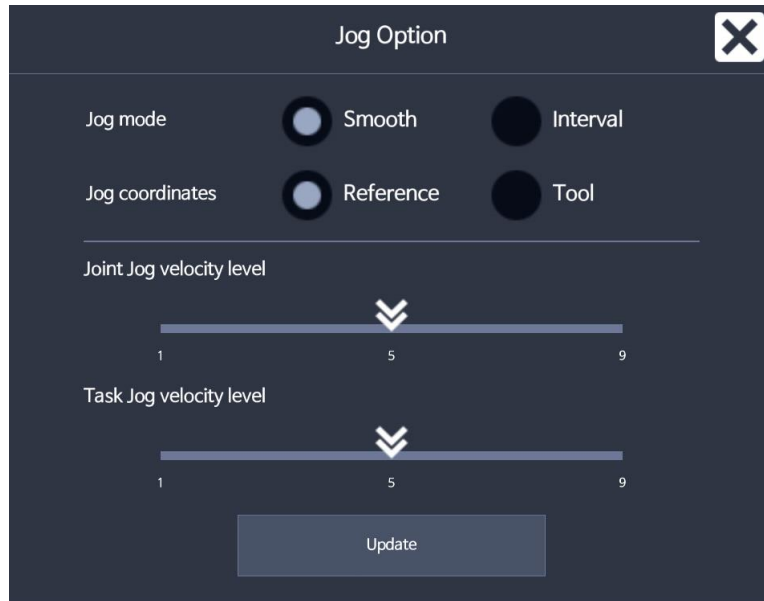 Jog Option
Jog mode Smooth Interval
Jog coordinates Reference Tool
Joint Jog velocity level
1 5 9
Task Jog velocity level
1 5 9
Update